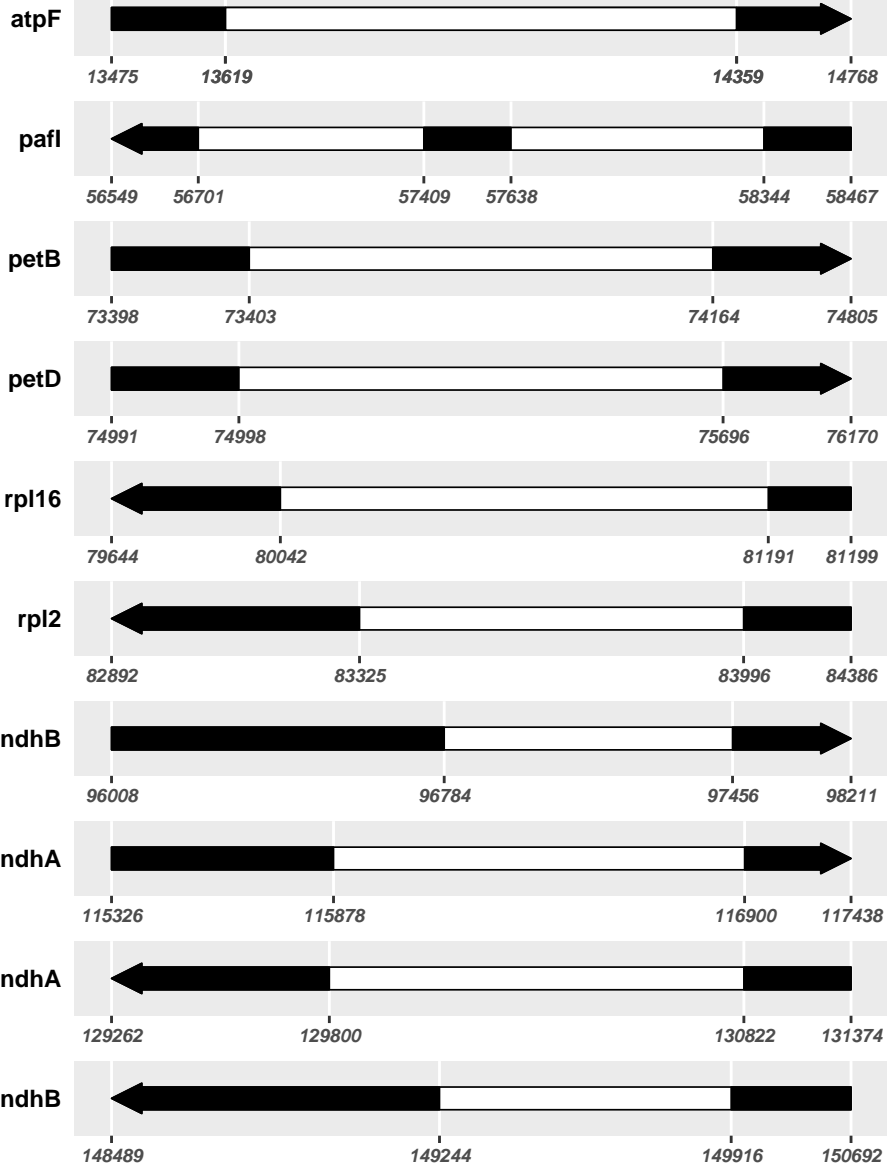 atpF
13475 13619 14359 14768
pafI
56549 56701 57409 57638 58344 58467
petB
73398 73403 74164 74805
petD
74991 74998 75696 76170
rpl16
79644 80042 81191 81199
rpl2
82892 83325 83996 84386
ndhB
96008 96784 97456 98211
ndhA
115326 115878 116900 117438
ndhA
129262 129800 130822 131374
ndhB
148489 149244 149916 150692